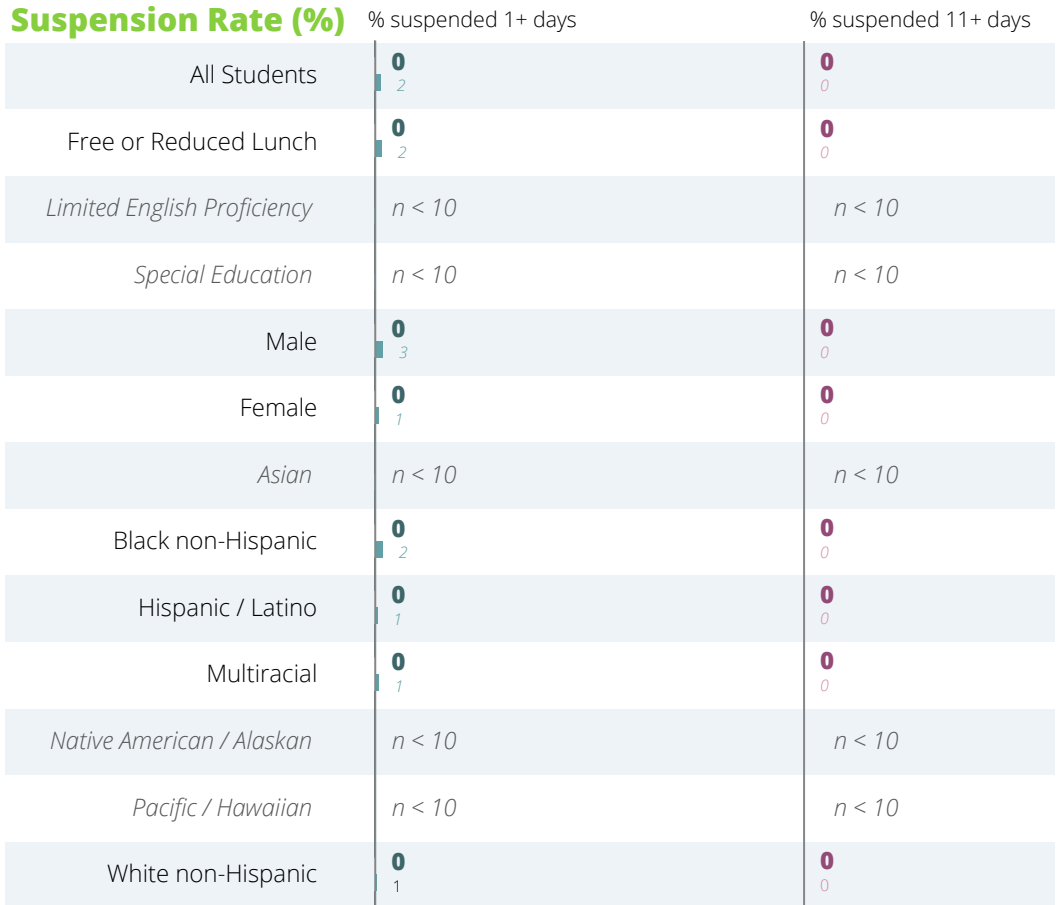 Suspension Rate (%) % suspended 1+ days % suspended 11+ days
All Students 0 0
2 0
Free or Reduced Lunch 0 0
2 0
Limited English Proficiency n < 10 n < 10
Special Education n < 10 n < 10
Male 0 0
3 0
Female 0 0
1 0
Asian n < 10 n < 10
Black non-Hispanic 0 0
2 0
Hispanic / Latino 0 0
1 0
Multiracial 0 0
1 0
Native American / Alaskan n < 10 n < 10
Pacific / Hawaiian n < 10 n < 10
White non-Hispanic 0 0
1 0